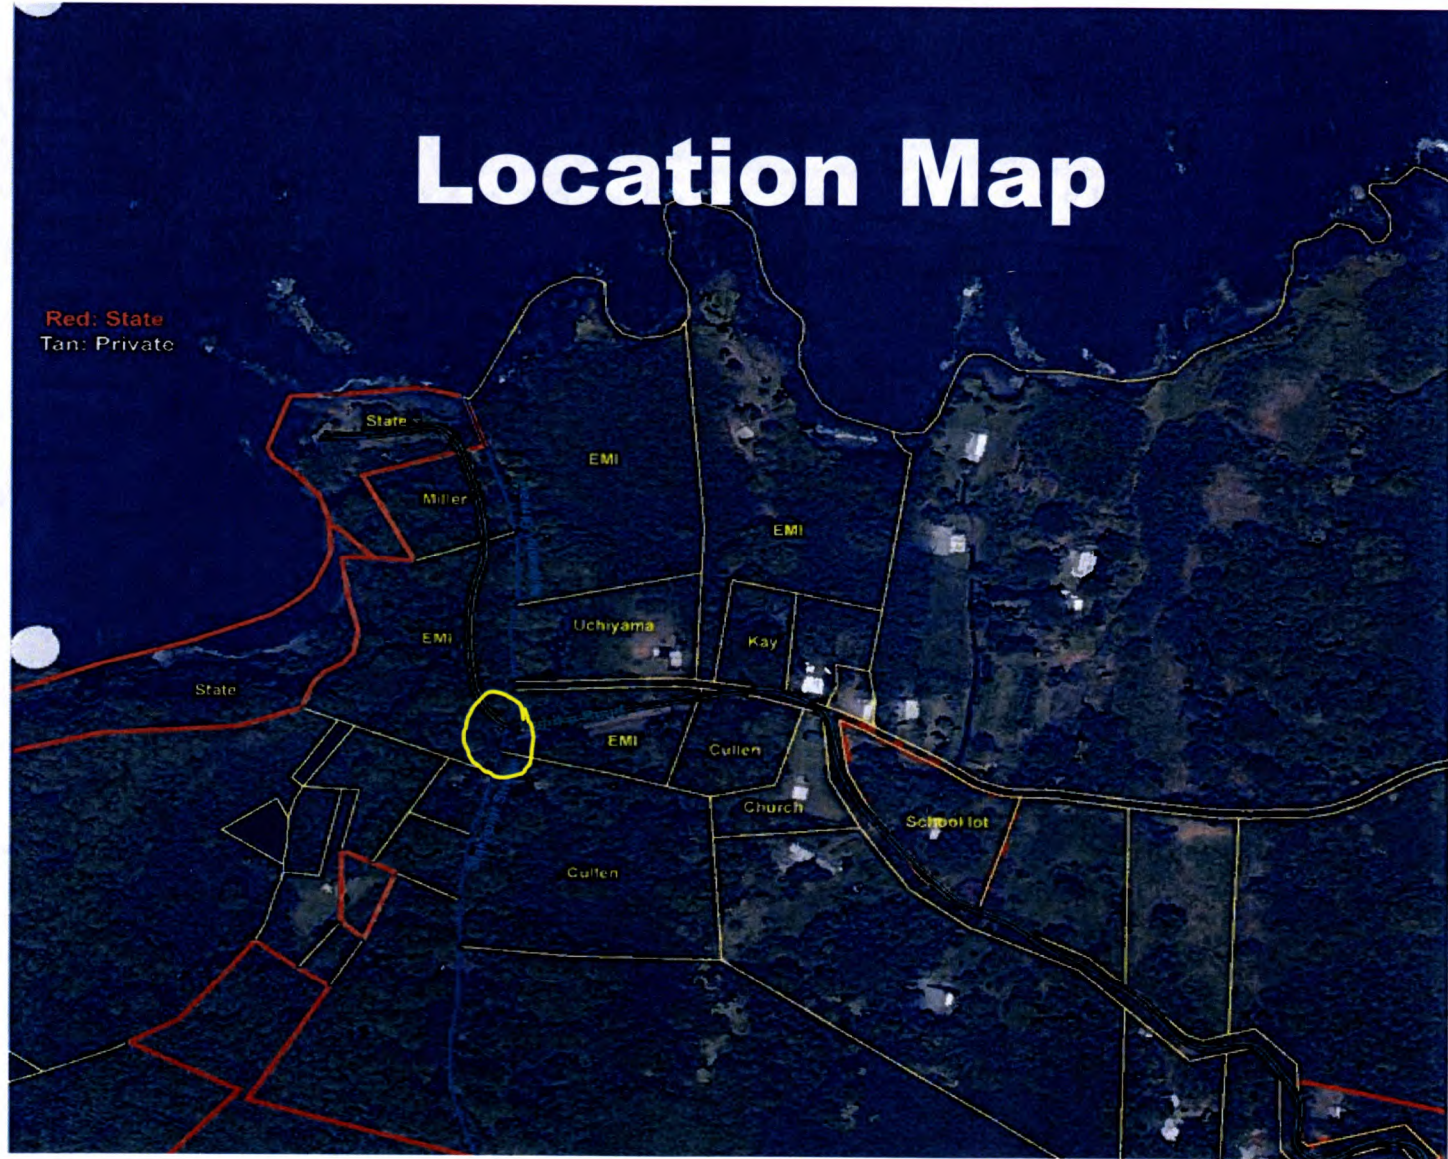 Location Map
Red: State
Tan: Private
State
EMI
Miller
EMI
Uchiyama
Kay
EMI
State
EMI
Cullen
Church
School lot
Cullen